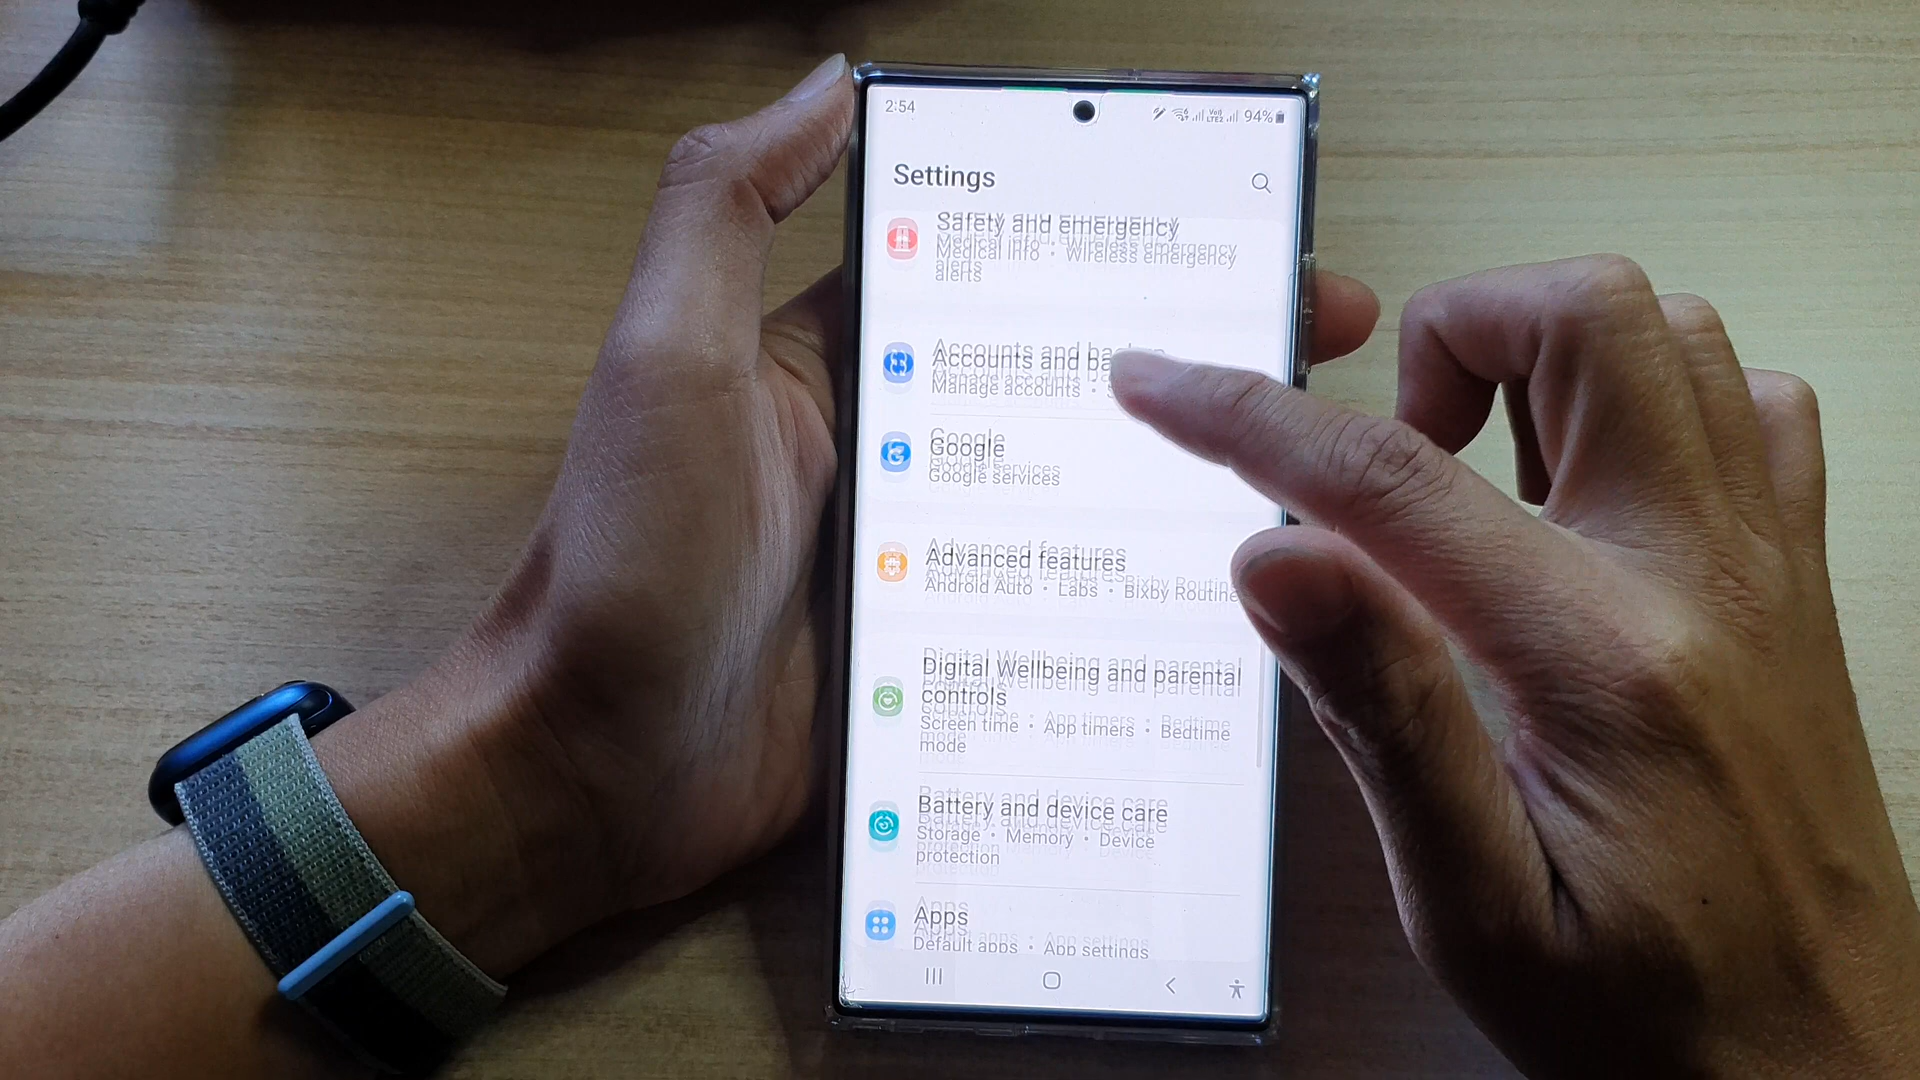 2:54
Vo)
LTE2
94%
Settings
Safety and emergency
Medical info • Wireless emergency
alerts
Accounts and
Manage accounts •
Google
Google services
Advanced features
Android Auto • Labs • Bixby
Digital Wellbeing and parental
controls
Screen time • App timers • Bedtime
mode
Battery and device care
Storage • Memory • Device
protection
Apps
Default apps • App settings